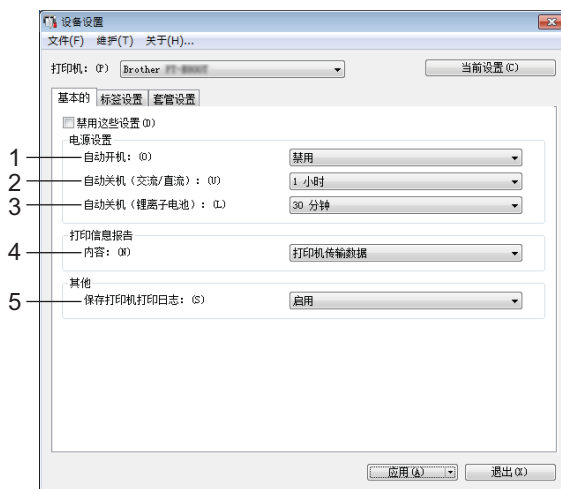 设备设置
文件(F) 维护(T) 关于(H)...
打印机: (P) Brother 当前设置(C)
基本的 标签设置 套管设置
禁用这些设置(D)
电源设置
1 自动开机: (O) 禁用
2 自动关机(交流/直流): (U) 1 小时
3 自动关机(锂离子电池): (L) 30 分钟
打印信息报告
4 内容: (N) 打印机传输数据
其他
5 保存打印机打印日志: (S) 启用
应用(A) 退出(X)